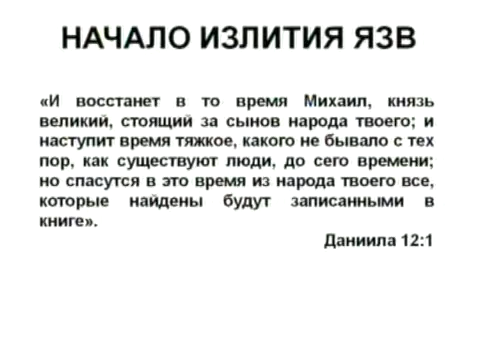 НАЧАЛО ИЗЛИТИЯ ЯЗВ
«И восстанет в то время Михаил, князь
великий, стоящий за сынов народа твоего; и
наступит время тяжкое, какого не бывало с тех
пор, как существуют люди, до сего времени;
но спасутся в это время из народа твоего все,
которые найдены будут записанными в
книге».
Даниила 12:1